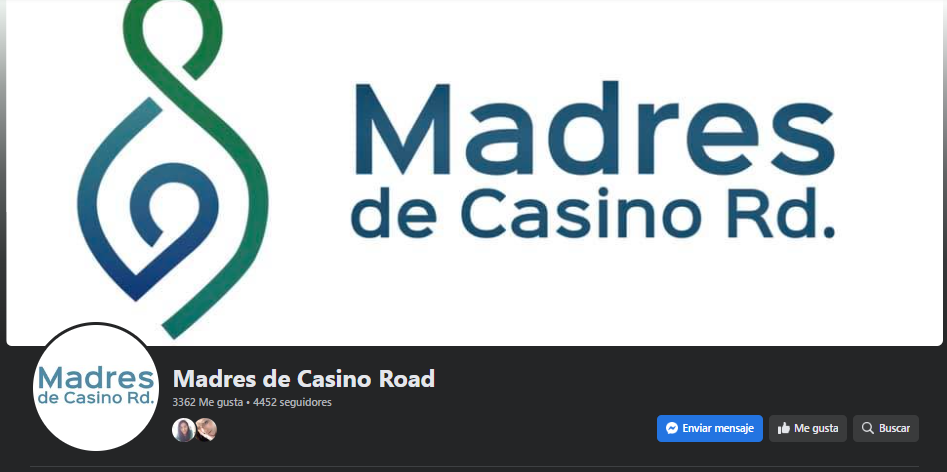 Madres
de Casino Rd.
Madres
de Casino Rd.
Madres de Casino Road
3362 Me gusta • 4452 seguidores
Enviar mensaje
Me gusta
Buscar